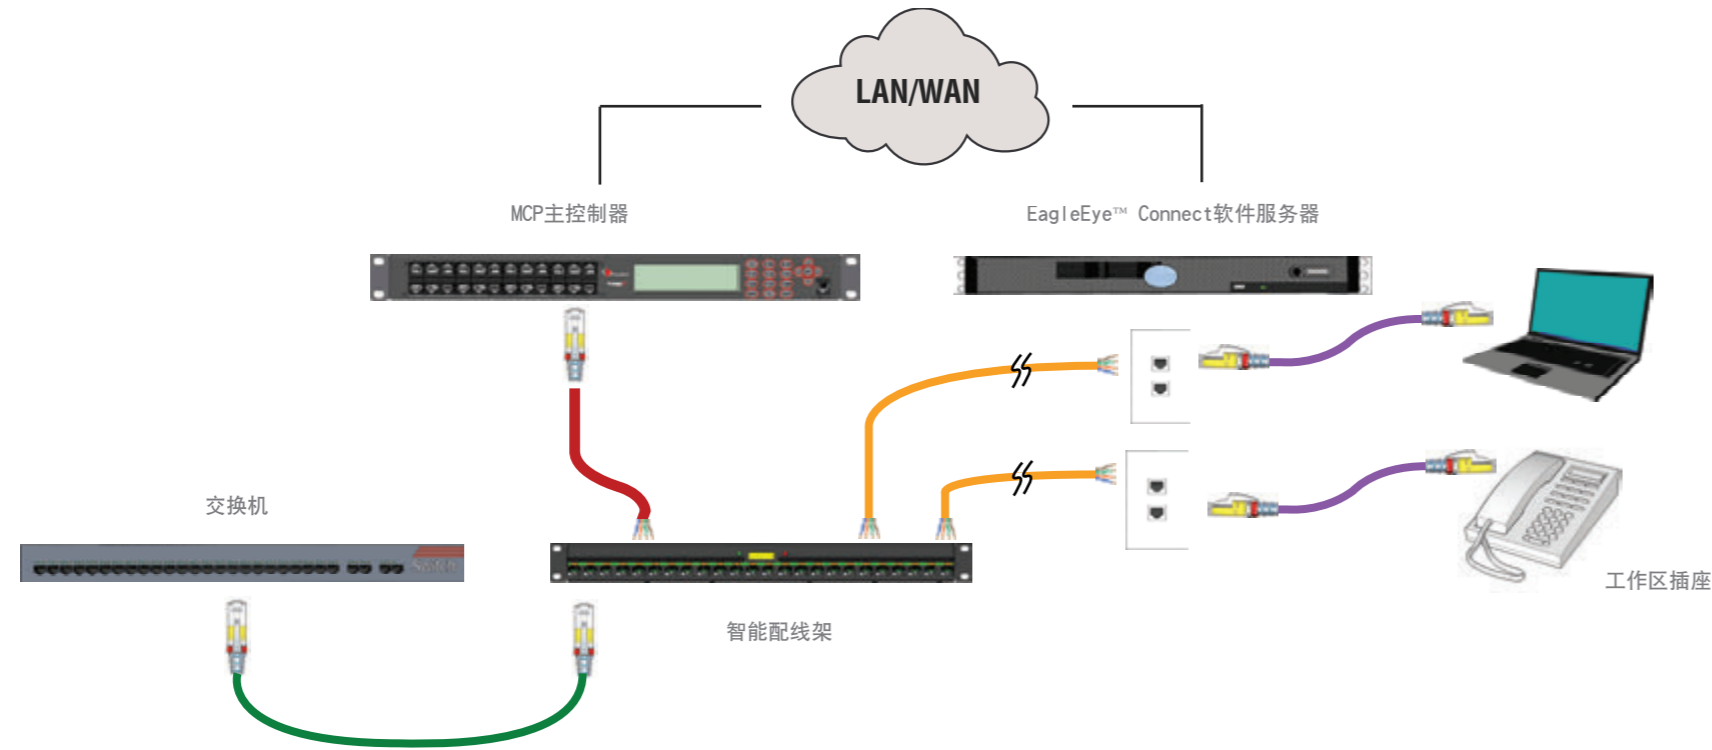 LAN/WAN
MCP主控制器
EagleEye™ Connect软件服务器
交换机
Switch
智能配线架
工作区插座